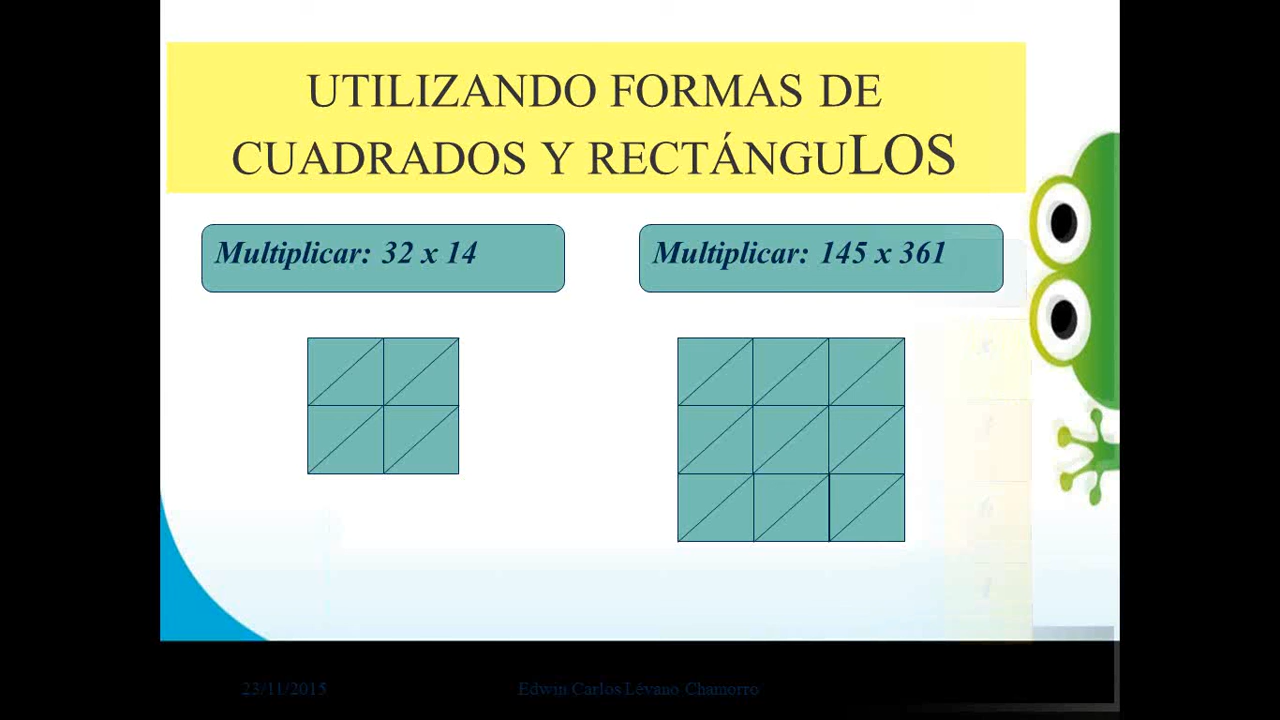 UTILIZANDO FORMAS DE
CUADRADOS Y RECTÁNGULOS
Multiplicar: 32 x 14
Multiplicar: 145 x 361
23/11/2015
Edwin Carlos Lévano Chamorro